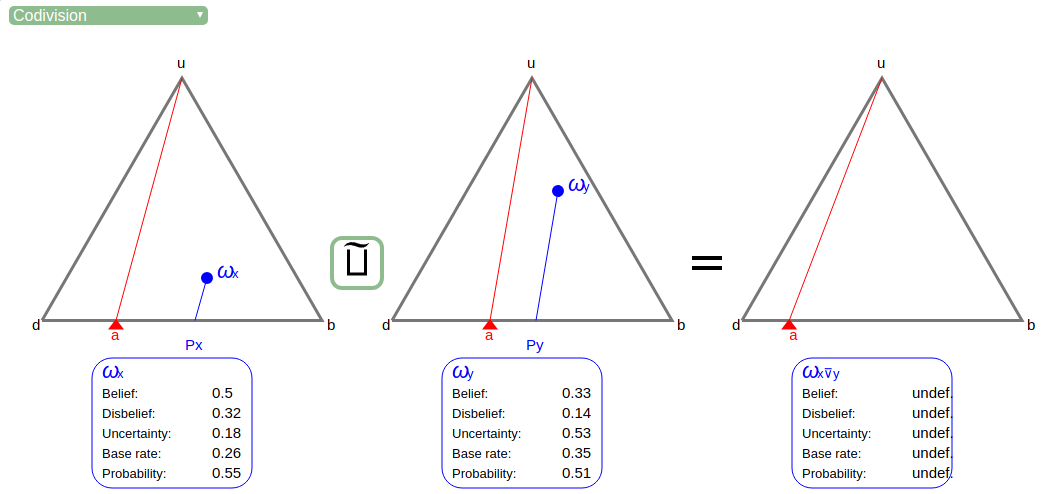 Codivision
u u u
ωx
ωy
⊔̃
=
d b d b d b
a a a
Px Py
ωx ωy ωx⊽y
Belief: 0.5 Belief: 0.33 Belief: undef.
Disbelief: 0.32 Disbelief: 0.14 Disbelief: undef.
Uncertainty: 0.18 Uncertainty: 0.53 Uncertainty: undef.
Base rate: 0.26 Base rate: 0.35 Base rate: undef.
Probability: 0.55 Probability: 0.51 Probability: undef.